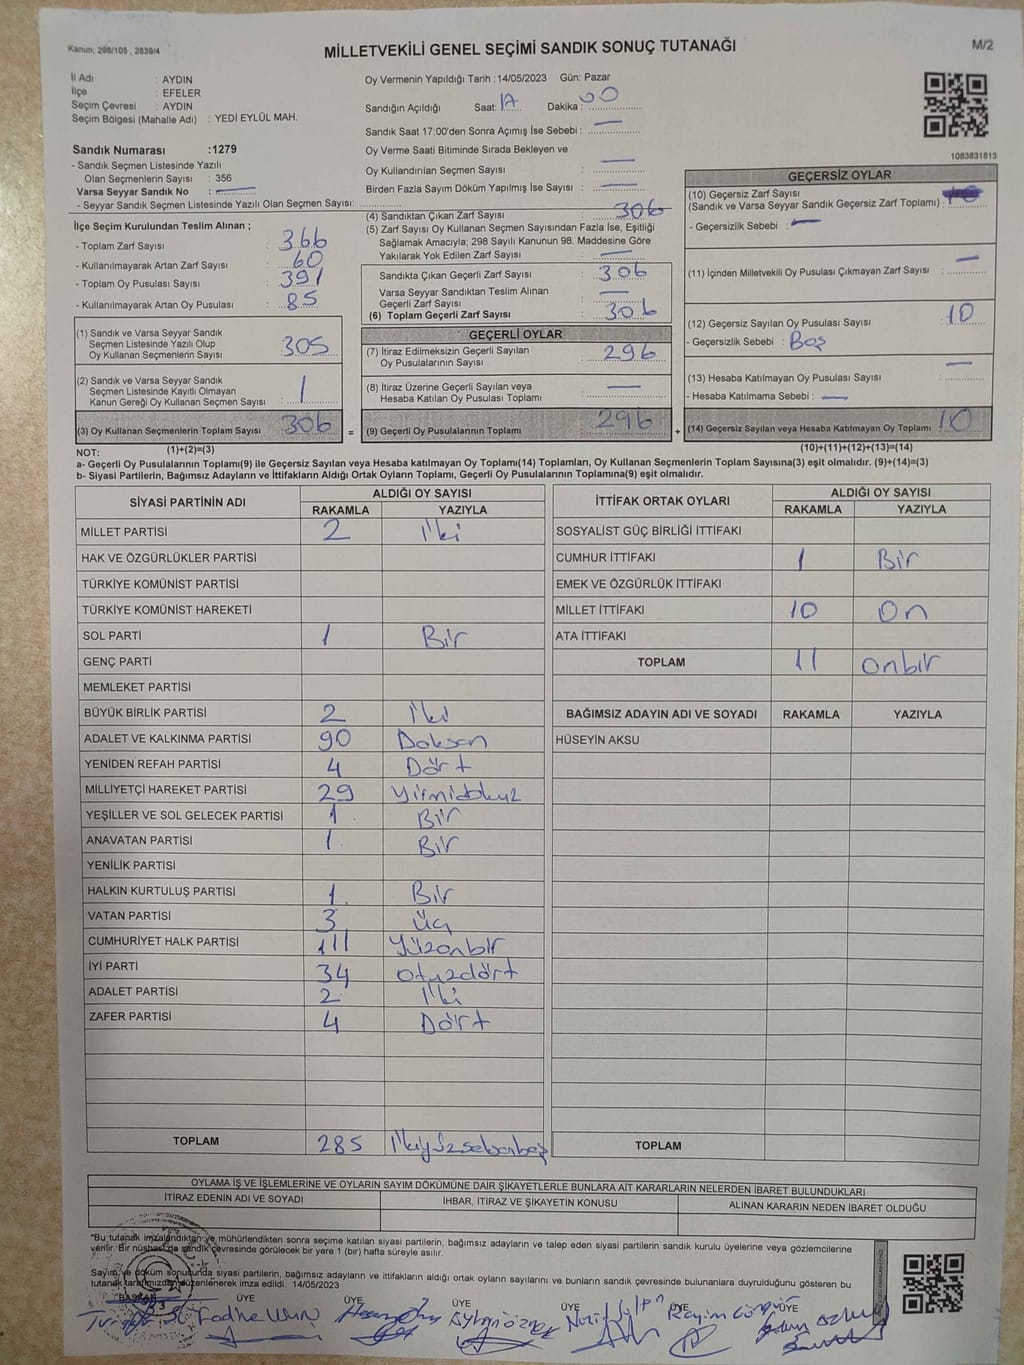 Kanun; 298/105 , 2839/4
MİLLETVEKİLİ GENEL SEÇİMİ SANDIK SONUÇ TUTANAĞI
M/2
İl Adı : AYDIN
İlçe : EFELER
Seçim Çevresi : AYDIN
Seçim Bölgesi (Mahalle Adı) : YEDİ EYLÜL MAH.
Sandık Numarası :1279
- Sandık Seçmen Listesinde Yazılı
Olan Seçmenlerin Sayısı : 356
Varsa Seyyar Sandık No : —
- Seyyar Sandık Seçmen Listesinde Yazılı Olan Seçmen Sayısı:
Oy Vermenin Yapıldığı Tarih :14/05/2023 Gün: Pazar
Sandığın Açıldığı Saat: 17 Dakika : 00
Sandık Saat 17:00'den Sonra Açımış İse Sebebi : —
Oy Verme Saati Bitiminde Sırada Bekleyen ve
Oy Kullandırılan Seçmen Sayısı : —
Birden Fazla Sayım Döküm Yapılmış İse Sayısı : —
1083831613
İlçe Seçim Kurulundan Teslim Alınan ;
- Toplam Zarf Sayısı : 366
- Kullanılmayarak Artan Zarf Sayısı : 60
- Toplam Oy Pusulası Sayısı : 391
- Kullanılmayarak Artan Oy Pusulası : 85
(1) Sandık ve Varsa Seyyar Sandık
Seçmen Listesinde Yazılı Olup
Oy Kullanan Seçmenlerin Sayısı : 305
(2) Sandık ve Varsa Seyyar Sandık
Seçmen Listesinde Kayıtlı Olmayan
Kanun Gereği Oy Kullanan Seçmen Sayısı : 1
(3) Oy Kullanan Seçmenlerin Toplam Sayısı : 306 =
(1)+(2)=(3)
(4) Sandıktan Çıkan Zarf Sayısı : 306
(5) Zarf Sayısı Oy Kullanan Seçmen Sayısından Fazla İse, Eşitliği
Sağlamak Amacıyla; 298 Sayılı Kanunun 98. Maddesine Göre
Yakılarak Yok Edilen Zarf Sayısı : —
Sandıkta Çıkan Geçerli Zarf Sayısı : 306
Varsa Seyyar Sandıktan Teslim Alınan
Geçerli Zarf Sayısı : —
(6) Toplam Geçerli Zarf Sayısı : 306
GEÇERLİ OYLAR
(7) İtiraz Edilmeksizin Geçerli Sayılan
Oy Pusulalarının Sayısı : 296
(8) İtiraz Üzerine Geçerli Sayılan veya
Hesaba Katılan Oy Pusulası Toplamı : —
(9) Geçerli Oy Pusulalarının Toplamı : 296 +
GEÇERSİZ OYLAR
(10) Geçersiz Zarf Sayısı
(Sandık ve Varsa Seyyar Sandık Geçersiz Zarf Toplamı) :
- Geçersizlik Sebebi : —
(11) İçinden Milletvekili Oy Pusulası Çıkmayan Zarf Sayısı : —
(12) Geçersiz Sayılan Oy Pusulası Sayısı : 10
- Geçersizlik Sebebi : Boş
(13) Hesaba Katılmayan Oy Pusulası Sayısı : —
- Hesaba Katılmama Sebebi : —
(14) Geçersiz Sayılan veya Hesaba Katılmayan Oy Toplamı : 10
(10)+(11)+(12)+(13)=(14)
NOT:
a- Geçerli Oy Pusulalarının Toplamı(9) ile Geçersiz Sayılan veya Hesaba katılmayan Oy Toplamı(14) Toplamları, Oy Kullanan Seçmenlerin Toplam Sayısına(3) eşit olmalıdır. (9)+(14)=(3)
b- Siyasi Partilerin, Bağımsız Adayların ve İttifakların Aldığı Ortak Oyların Toplamı, Geçerli Oy Pusulalarının Toplamına(9) eşit olmalıdır.
SİYASİ PARTİNİN ADI ALDIĞI OY SAYISI
RAKAMLA YAZIYLA
MİLLET PARTİSİ 2 İki
HAK VE ÖZGÜRLÜKLER PARTİSİ
TÜRKİYE KOMÜNİST PARTİSİ
TÜRKİYE KOMÜNİST HAREKETİ
SOL PARTİ 1 Bir
GENÇ PARTİ
MEMLEKET PARTİSİ
BÜYÜK BİRLİK PARTİSİ 2 İki
ADALET VE KALKINMA PARTİSİ 90 Doksan
YENİDEN REFAH PARTİSİ 4 Dört
MİLLİYETÇİ HAREKET PARTİSİ 29 Yirmidokuz
YEŞİLLER VE SOL GELECEK PARTİSİ 1 Bir
ANAVATAN PARTİSİ 1 Bir
YENİLİK PARTİSİ
HALKIN KURTULUŞ PARTİSİ 1 Bir
VATAN PARTİSİ 3 Üç
CUMHURİYET HALK PARTİSİ 111 Yüzonbir
İYİ PARTİ 34 Otuzdört
ADALET PARTİSİ 2 İki
ZAFER PARTİSİ 4 Dört
TOPLAM 285 İkiyüzseksenbeş
İTTİFAK ORTAK OYLARI ALDIĞI OY SAYISI
RAKAMLA YAZIYLA
SOSYALİST GÜÇ BİRLİĞİ İTTİFAKI
CUMHUR İTTİFAKI 1 Bir
EMEK VE ÖZGÜRLÜK İTTİFAKI
MİLLET İTTİFAKI 10 On
ATA İTTİFAKI
TOPLAM 11 Onbir
BAĞIMSIZ ADAYIN ADI VE SOYADI RAKAMLA YAZIYLA
HÜSEYİN AKSU
TOPLAM
OYLAMA İŞ VE İŞLEMLERİNE VE OYLARIN SAYIM DÖKÜMÜNE DAİR ŞİKAYETLERLE BUNLARA AİT KARARLARIN NELERDEN İBARET BULUNDUKLARI
İTİRAZ EDENİN ADI VE SOYADI İHBAR, İTİRAZ VE ŞİKAYETİN KONUSU ALINAN KARARIN NEDEN İBARET OLDUĞU
*Bu tutanak imzalandıktan ve mühürlendikten sonra seçime katılan siyasi partilerin, bağımsız adayların ve talep eden siyasi partilerin sandık kurulu üyelerine veya gözlemcilerine
verilir. Bir nüshası da sandık çevresinde görülecek bir yere 1 (bir) hafta süreyle asılır.
Sayım ve döküm sonucunda siyasi partilerin, bağımsız adayların ve ittifakların aldığı ortak oyların sayılarını ve bunların sandık çevresinde bulunanlara duyrulduğunu gösteren bu
tutanak tarafımızdan düzenlenerek imza edildi. 14/05/2023
BAŞKAN ÜYE ÜYE ÜYE ÜYE ÜYE ÜYE